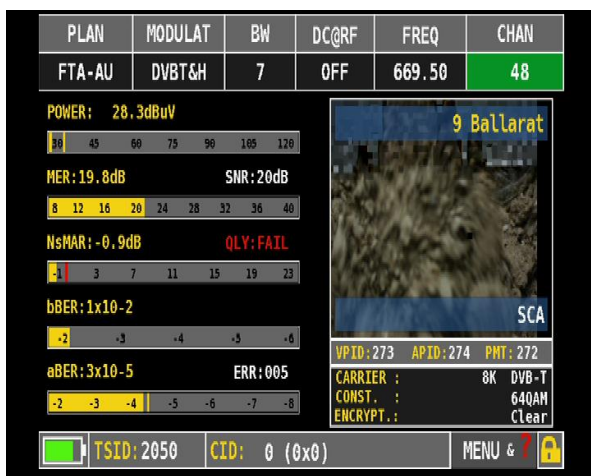 PLAN MODULAT BW DC@RF FREQ CHAN
FTA-AU DVBT&H 7 OFF 669.50 48
POWER: 28.3dBuV
30 45 60 75 90 105 120
MER:19.8dB SNR:20dB
8 12 16 20 24 28 32 36 40
NsMAR:-0.9dB QLY:FAIL
-1 3 7 11 15 19 23
bBER:1x10-2
-2 -3 -4 -5 -6
aBER:3x10-5 ERR:005
-2 -3 -4 -5 -6 -7 -8
9 Ballarat
SCA
VPID:273 APID:274 PMT:272
CARRIER : 8K DVB-T
CONST. : 64QAM
ENCRYPT.: Clear
TSID:2050 CID: 0 (0x0) MENU & ?